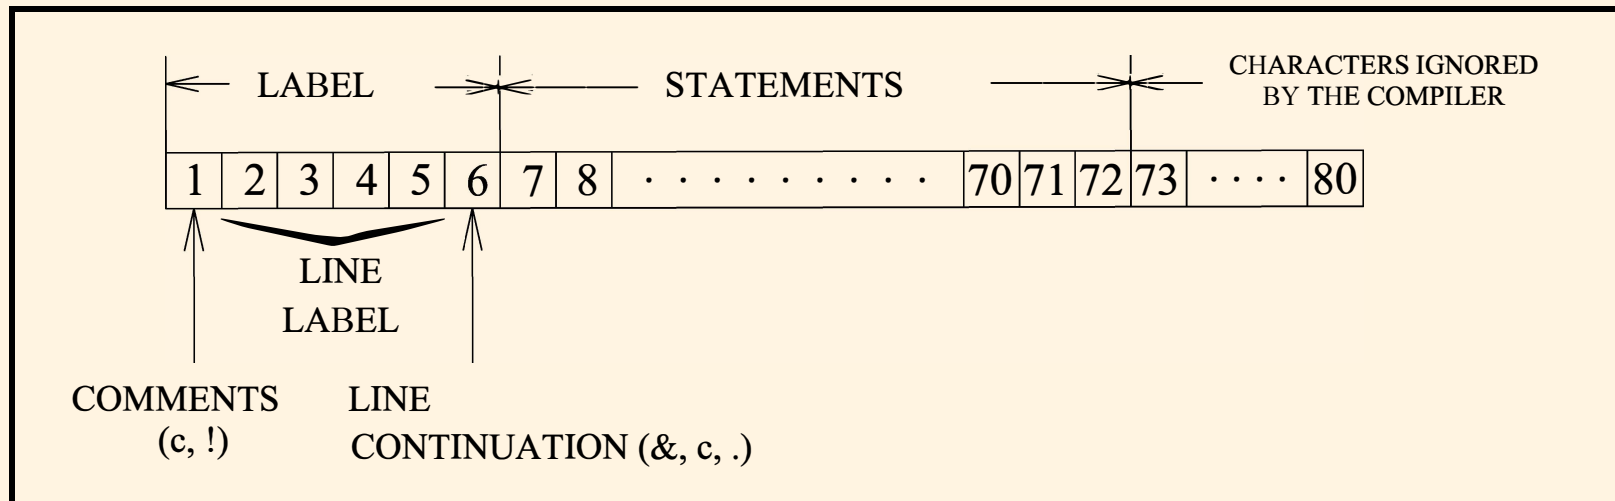 LABEL
STATEMENTS
CHARACTERS IGNORED
BY THE COMPILER
1 2 3 4 5 6 7 8 · · · · · · · · · 70 71 72 73 · · · · 80
LINE
LABEL
COMMENTS
(c, !)
LINE
CONTINUATION (&, c, .)